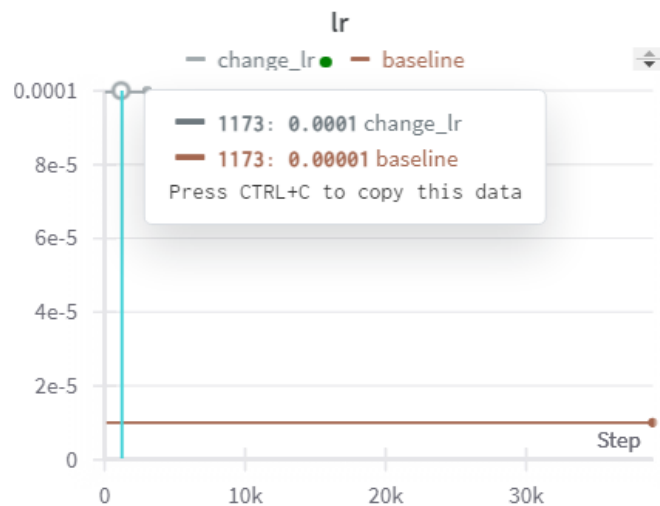 lr
change_lr baseline
0.0001
1173: 0.0001 change_lr
1173: 0.00001 baseline
Press CTRL+C to copy this data
8e-5
6e-5
4e-5
2e-5
Step
0
0 10k 20k 30k